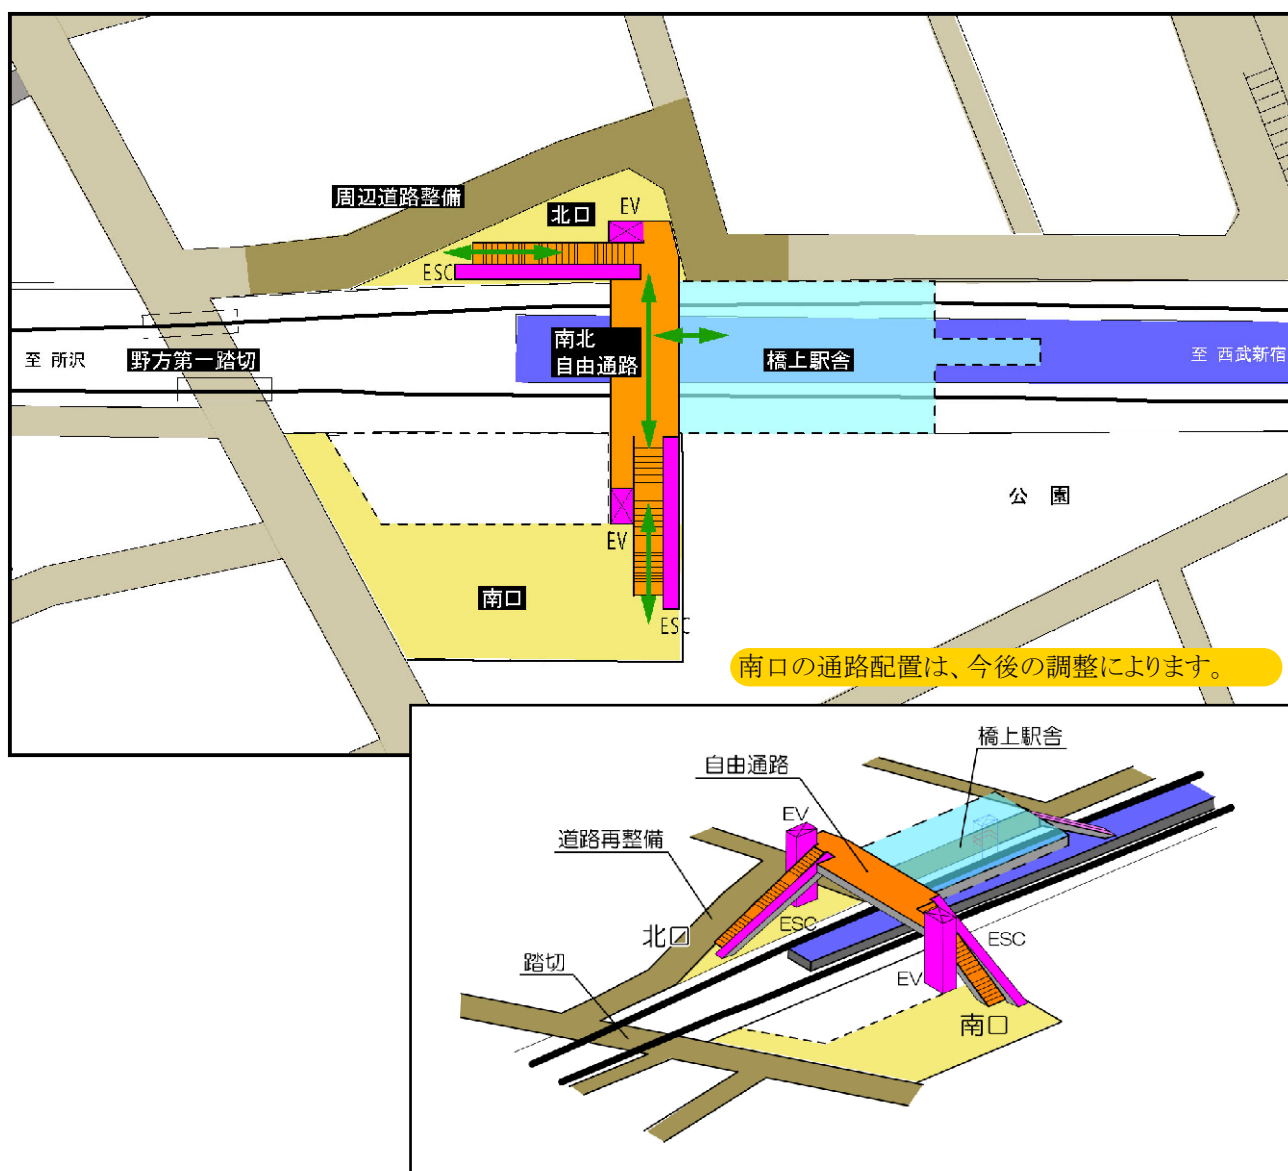 周辺道路整備
北口
EV
ESC
南北
自由通路
橋上駅舎
至 所沢
野方第一踏切
至 西武新宿
公 園
EV
南口
ESC
南口の通路配置は、今後の調整によります。
橋上駅舎
自由通路
EV
道路再整備
北口
ESC
ESC
踏切
EV
南口